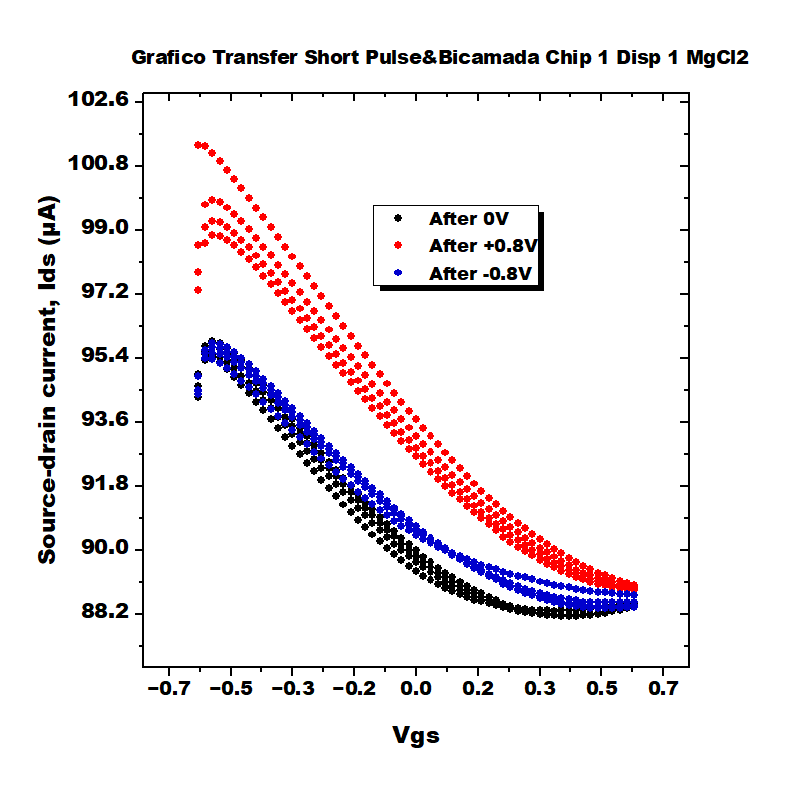 Grafico Transfer Short Pulse&Bicamada Chip 1 Disp 1 MgCl2
102.6
100.8
99.0
97.2
95.4
93.6
91.8
90.0
88.2
Source-drain current, Ids (µA)
After 0V
After +0.8V
After -0.8V
−0.7 −0.5 −0.3 −0.2 0.0 0.2 0.3 0.5 0.7
Vgs